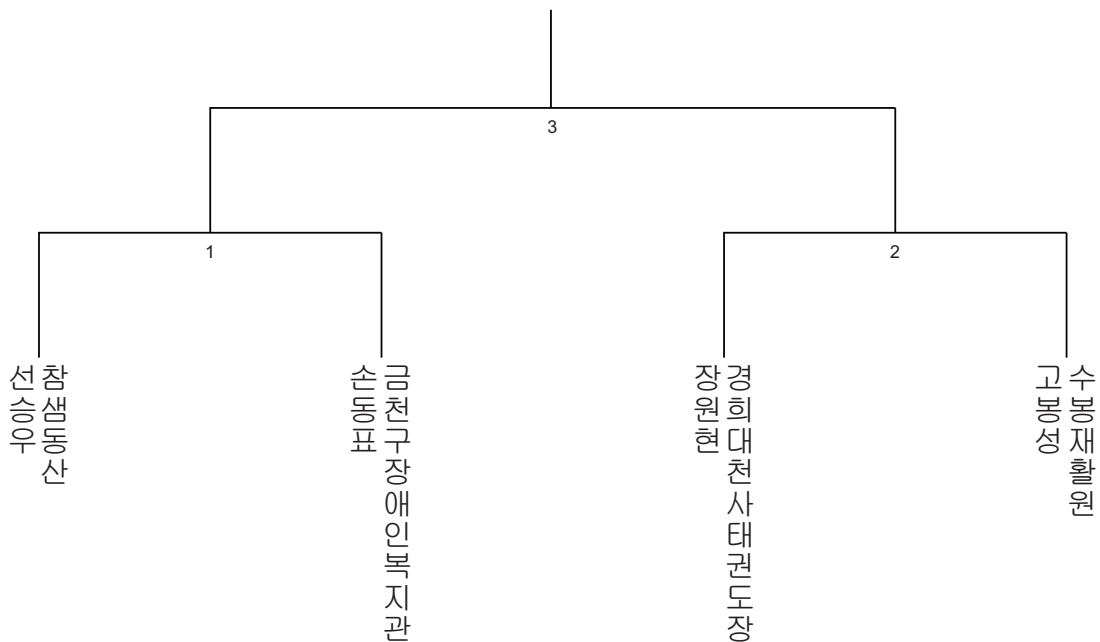 3
1
2
참샘동산
선승우
금천구장애인복지관
손동표
경희대천사태권도장
장원현
수봉재활원
고봉성